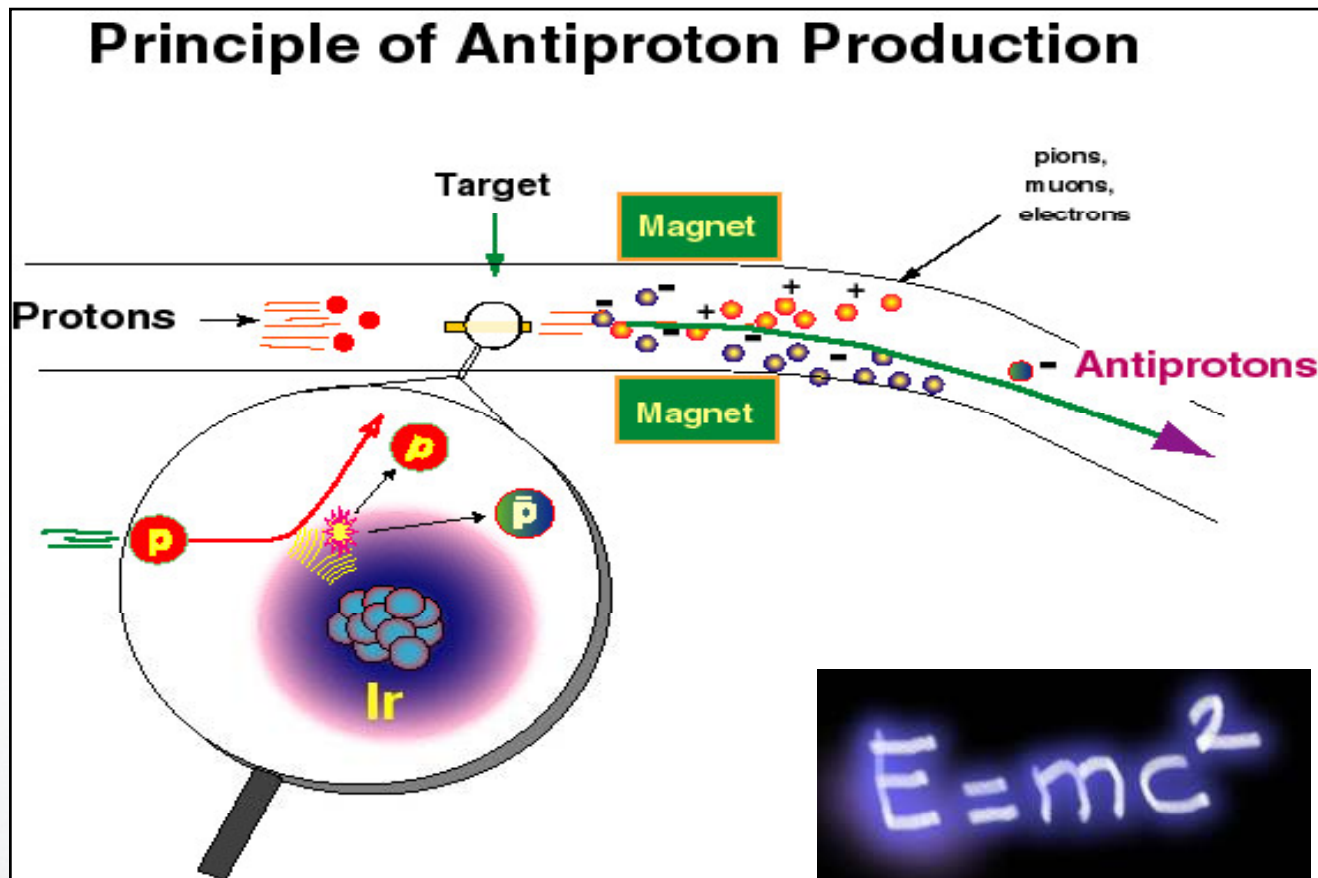 Principle of Antiproton Production
pions,
muons,
electrons
Target
Magnet
Protons
- - + + +
- - -
Antiprotons
-
Magnet
p
p̄
p
Ir
E=mc²